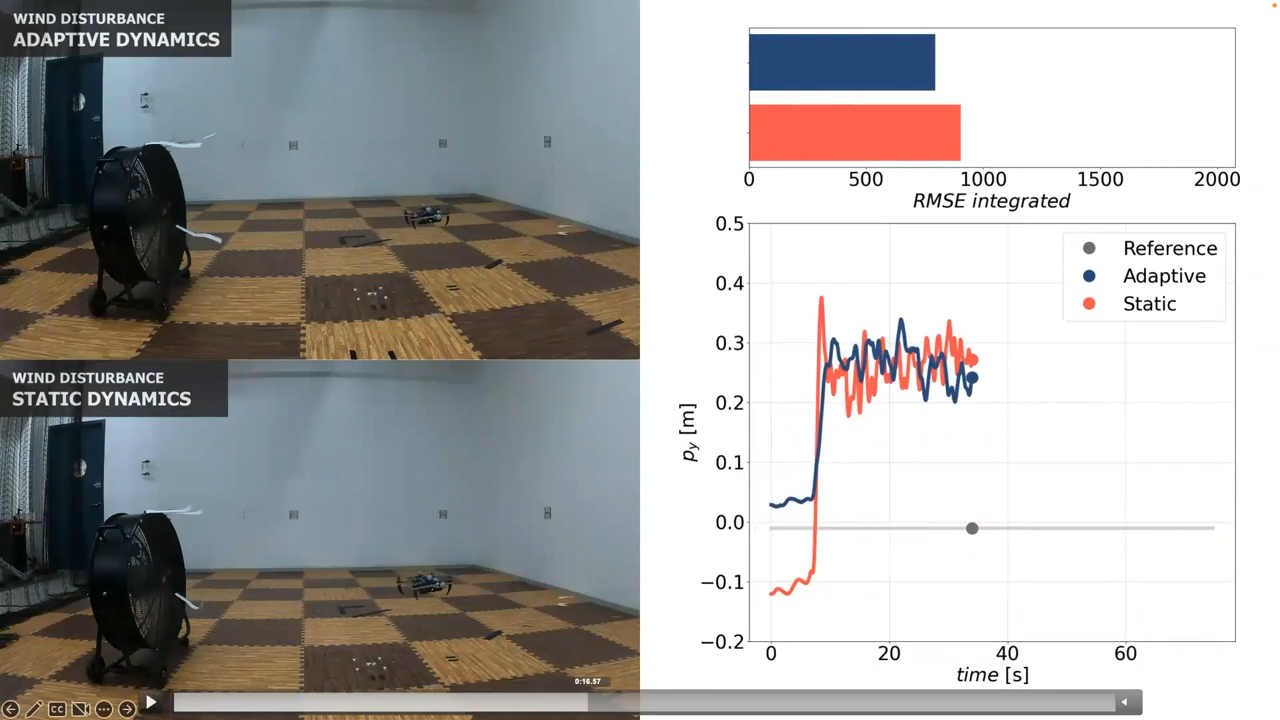 WIND DISTURBANCE
ADAPTIVE DYNAMICS
WIND DISTURBANCE
STATIC DYNAMICS
0:16.57
CC
0 500 1000 1500 2000
RMSE integrated
0.5
0.4
0.3
0.2
0.1
0.0
−0.1
−0.2
p_y [m]
Reference
Adaptive
Static
0 20 40 60
time [s]